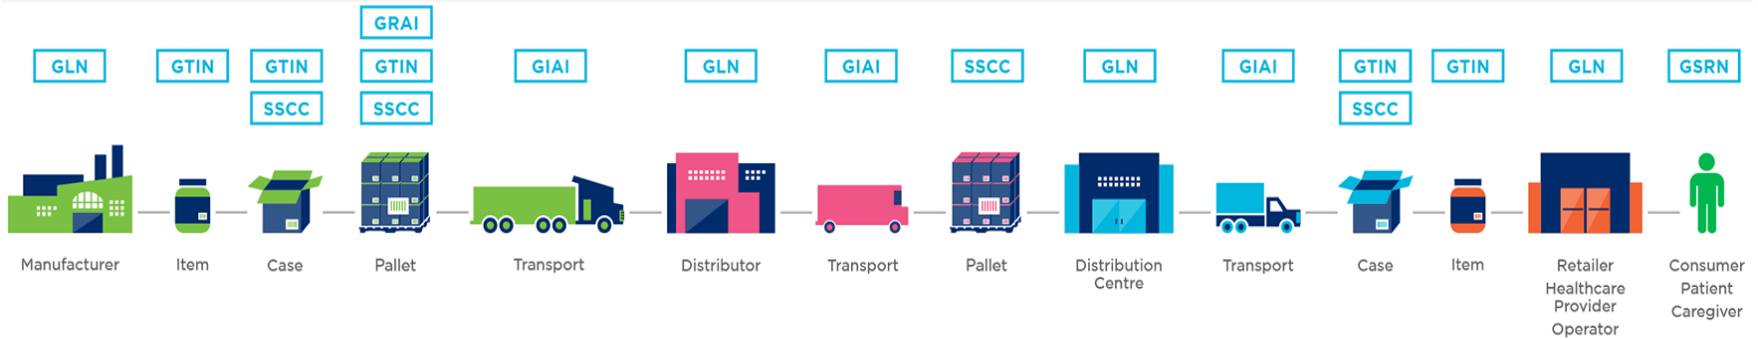 GRAI
GLN GTIN GTIN GTIN GIAI GLN GIAI SSCC GLN GIAI GTIN GTIN GLN GSRN
SSCC SSCC SSCC
Manufacturer Item Case Pallet Transport Distributor Transport Pallet Distribution Transport Case Item Retailer Consumer
Centre Healthcare Patient
Provider Caregiver
Operator